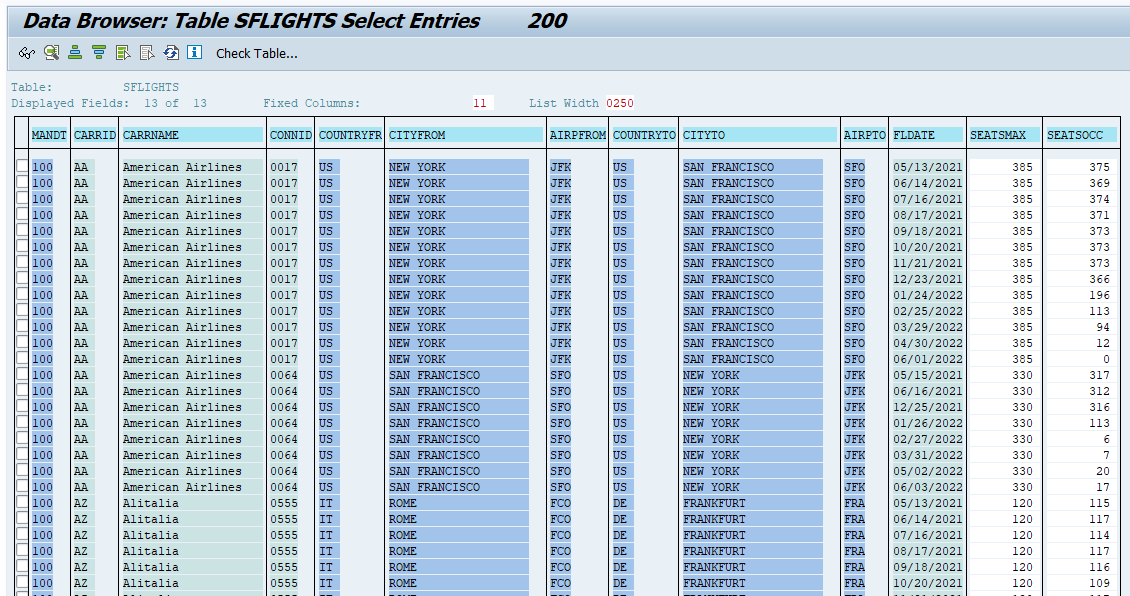 Data Browser: Table SFLIGHTS Select Entries 200
Check Table...
Table: SFLIGHTS
Displayed Fields: 13 of 13 Fixed Columns: 11 List Width 0250
MANDT CARRID CARRNAME CONNID COUNTRYFR CITYFROM AIRPFROM COUNTRYTO CITYTO AIRPTO FLDATE SEATSMAX SEATSOCC
100 AA American Airlines 0017 US NEW YORK JFK US SAN FRANCISCO SFO 05/13/2021 385 375
100 AA American Airlines 0017 US NEW YORK JFK US SAN FRANCISCO SFO 06/14/2021 385 369
100 AA American Airlines 0017 US NEW YORK JFK US SAN FRANCISCO SFO 07/16/2021 385 374
100 AA American Airlines 0017 US NEW YORK JFK US SAN FRANCISCO SFO 08/17/2021 385 371
100 AA American Airlines 0017 US NEW YORK JFK US SAN FRANCISCO SFO 09/18/2021 385 373
100 AA American Airlines 0017 US NEW YORK JFK US SAN FRANCISCO SFO 10/20/2021 385 373
100 AA American Airlines 0017 US NEW YORK JFK US SAN FRANCISCO SFO 11/21/2021 385 373
100 AA American Airlines 0017 US NEW YORK JFK US SAN FRANCISCO SFO 12/23/2021 385 366
100 AA American Airlines 0017 US NEW YORK JFK US SAN FRANCISCO SFO 01/24/2022 385 196
100 AA American Airlines 0017 US NEW YORK JFK US SAN FRANCISCO SFO 02/25/2022 385 113
100 AA American Airlines 0017 US NEW YORK JFK US SAN FRANCISCO SFO 03/29/2022 385 94
100 AA American Airlines 0017 US NEW YORK JFK US SAN FRANCISCO SFO 04/30/2022 385 12
100 AA American Airlines 0017 US NEW YORK JFK US SAN FRANCISCO SFO 06/01/2022 385 0
100 AA American Airlines 0064 US SAN FRANCISCO SFO US NEW YORK JFK 05/15/2021 330 317
100 AA American Airlines 0064 US SAN FRANCISCO SFO US NEW YORK JFK 06/16/2021 330 312
100 AA American Airlines 0064 US SAN FRANCISCO SFO US NEW YORK JFK 12/25/2021 330 316
100 AA American Airlines 0064 US SAN FRANCISCO SFO US NEW YORK JFK 01/26/2022 330 113
100 AA American Airlines 0064 US SAN FRANCISCO SFO US NEW YORK JFK 02/27/2022 330 6
100 AA American Airlines 0064 US SAN FRANCISCO SFO US NEW YORK JFK 03/31/2022 330 7
100 AA American Airlines 0064 US SAN FRANCISCO SFO US NEW YORK JFK 05/02/2022 330 20
100 AA American Airlines 0064 US SAN FRANCISCO SFO US NEW YORK JFK 06/03/2022 330 17
100 AZ Alitalia 0555 IT ROME FCO DE FRANKFURT FRA 05/13/2021 120 115
100 AZ Alitalia 0555 IT ROME FCO DE FRANKFURT FRA 06/14/2021 120 117
100 AZ Alitalia 0555 IT ROME FCO DE FRANKFURT FRA 07/16/2021 120 114
100 AZ Alitalia 0555 IT ROME FCO DE FRANKFURT FRA 08/17/2021 120 117
100 AZ Alitalia 0555 IT ROME FCO DE FRANKFURT FRA 09/18/2021 120 116
100 AZ Alitalia 0555 IT ROME FCO DE FRANKFURT FRA 10/20/2021 120 109